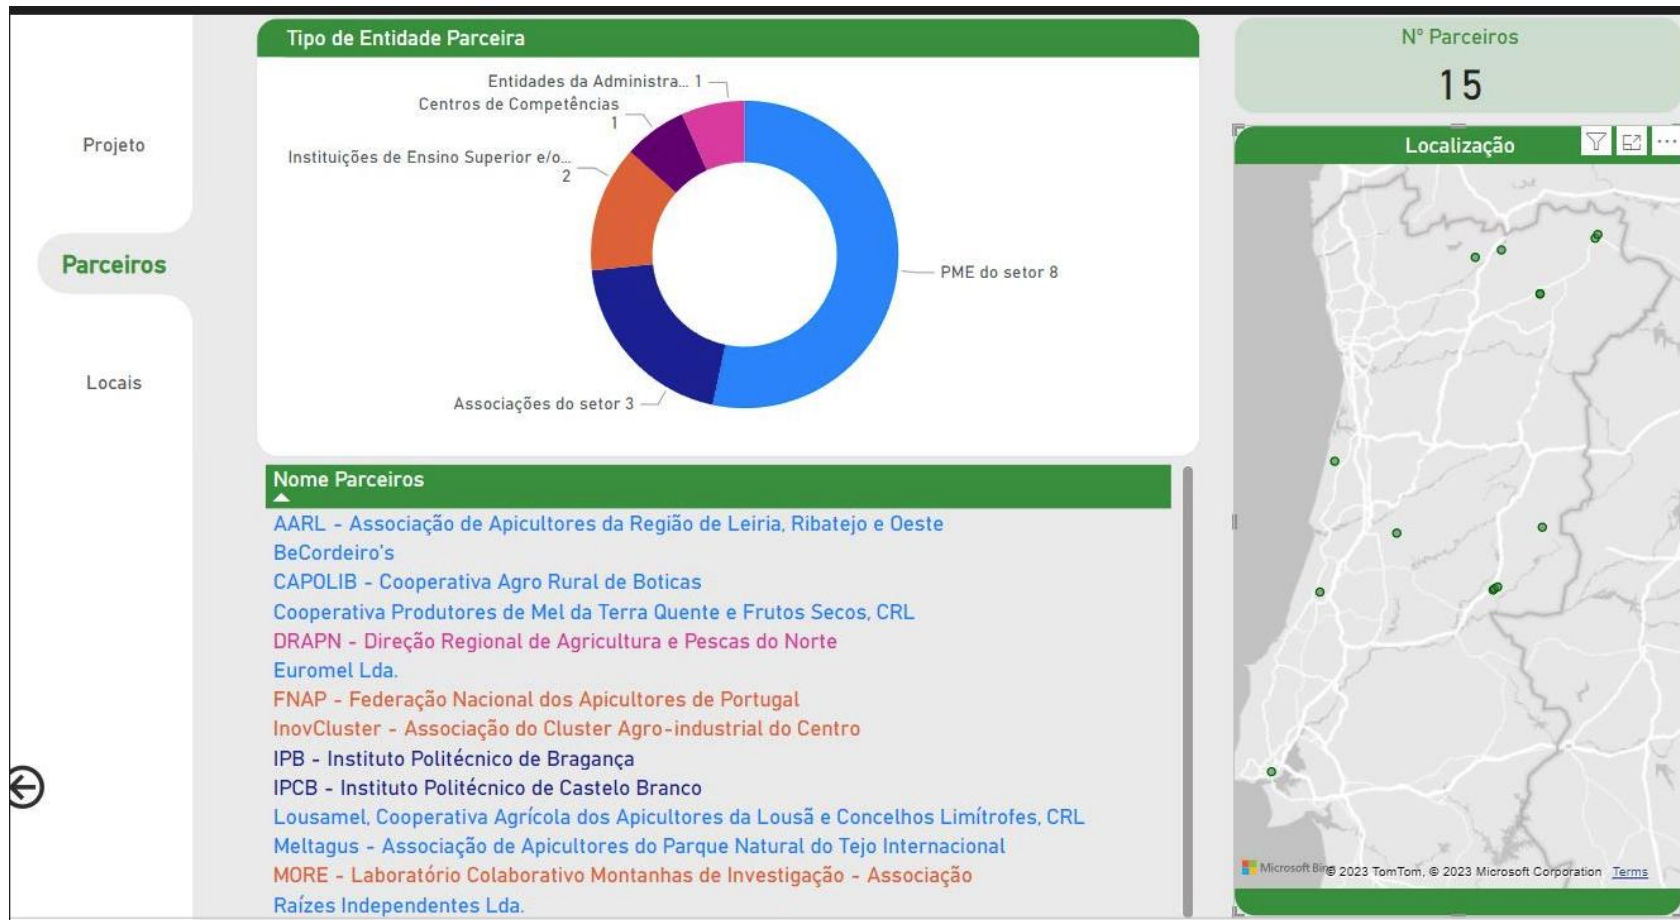 Projeto
Parceiros
Locais
Tipo de Entidade Parceira
Entidades da Administra... 1
Centros de Competências
1
Instituições de Ensino Superior e/o...
2
PME do setor 8
Associações do setor 3
Nome Parceiros
AARL - Associação de Apicultores da Região de Leiria, Ribatejo e Oeste
BeCordeiro's
CAPOLIB - Cooperativa Agro Rural de Boticas
Cooperativa Produtores de Mel da Terra Quente e Frutos Secos, CRL
DRAPN - Direção Regional de Agricultura e Pescas do Norte
Euromel Lda.
FNAP - Federação Nacional dos Apicultores de Portugal
InovCluster - Associação do Cluster Agro-industrial do Centro
IPB - Instituto Politécnico de Bragança
IPCB - Instituto Politécnico de Castelo Branco
Lousamel, Cooperativa Agrícola dos Apicultores da Lousã e Concelhos Limítrofes, CRL
Meltagus - Associação de Apicultores do Parque Natural do Tejo Internacional
MORE - Laboratório Colaborativo Montanhas de Investigação - Associação
Raízes Independentes Lda.
Nº Parceiros
15
Localização
Microsoft Bing
© 2023 TomTom, © 2023 Microsoft Corporation Terms